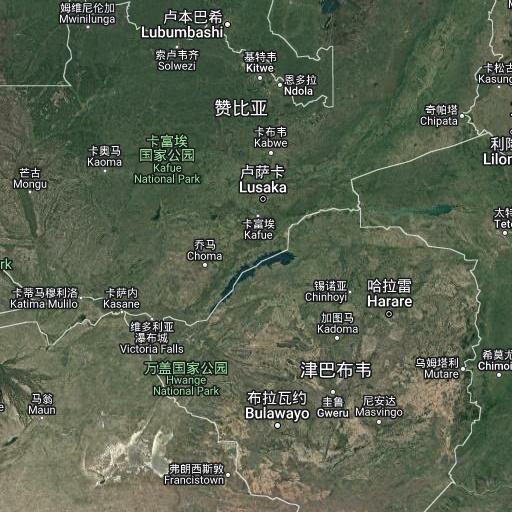 姆维尼伦加
Mwinilunga
卢本巴希
Lubumbashi
索卢韦齐
Solwezi
基特韦
Kitwe
恩多拉
Ndola
卡松古
Kasung
赞比亚
奇帕塔
Chipata
卡布韦
Kabwe
卡富埃
国家公园
Kafue
National Park
卡奥马
Kaoma
芒古
Mongu
卢萨卡
Lusaka
利隆
Lilon
太特
Tete
卡富埃
Kafue
乔马
Choma
rk
卡蒂马穆利洛
Katima Mulilo
卡萨内
Kasane
锡诺亚
Chinhoyi
哈拉雷
Harare
加图马
Kadoma
维多利亚
瀑布城
Victoria Falls
万盖国家公园
Hwange
National Park
津巴布韦
乌姆塔利
Mutare
希莫尤
Chimoi
马翁
Maun
布拉瓦约
Bulawayo
圭鲁
Gweru
尼安达
Masvingo
弗朗西斯敦
Francistown